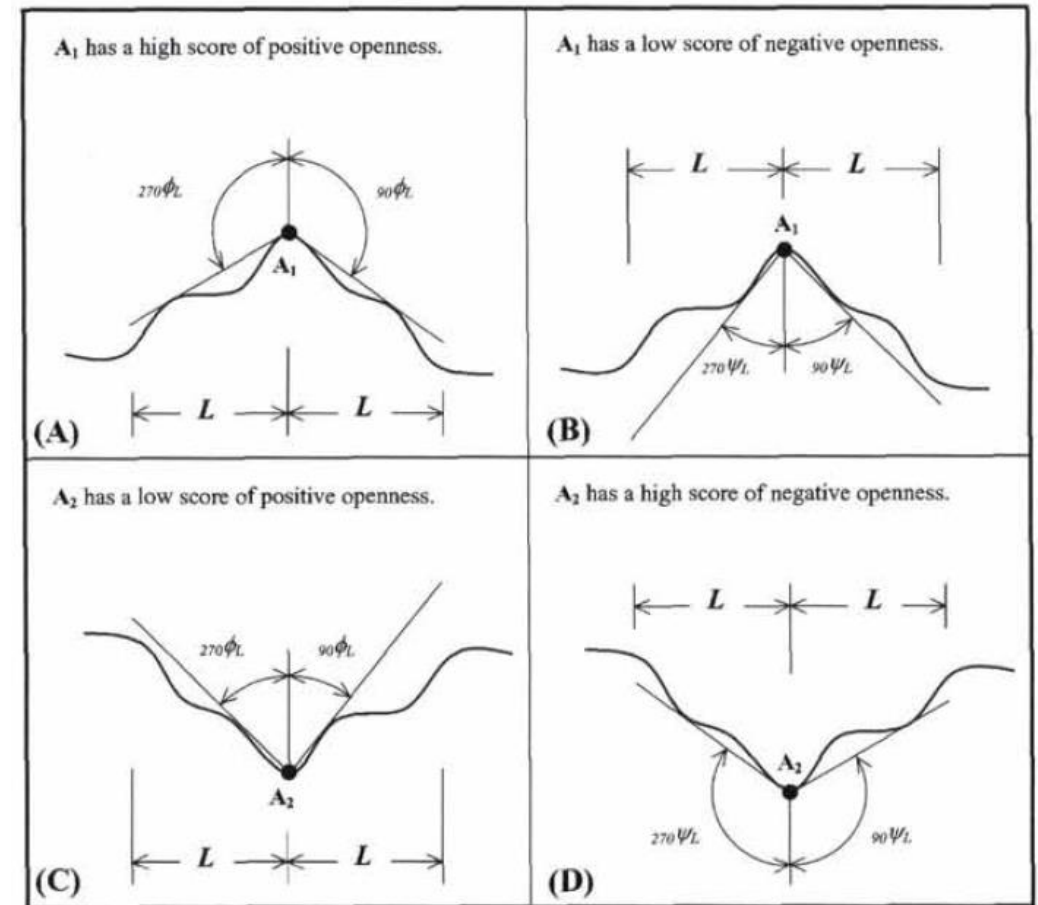 A₁ has a high score of positive openness.
270ϕL
90ϕL
A₁
L
L
(A)
A₁ has a low score of negative openness.
L
L
A₁
270ψL
90ψL
(B)
A₂ has a low score of positive openness.
270ϕL
90ϕL
A₂
L
L
(C)
A₂ has a high score of negative openness.
L
L
A₂
270ψL
90ψL
(D)